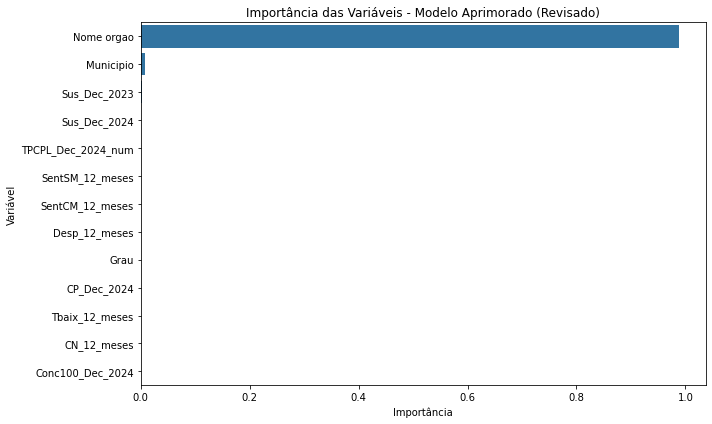 Importância das Variáveis - Modelo Aprimorado (Revisado)
Nome orgao
Municipio
Sus_Dec_2023
Sus_Dec_2024
TPCPL_Dec_2024_num
SentSM_12_meses
SentCM_12_meses
Desp_12_meses
Grau
CP_Dec_2024
Tbaix_12_meses
CN_12_meses
Conc100_Dec_2024
Variável
0.0 0.2 0.4 0.6 0.8 1.0
Importância